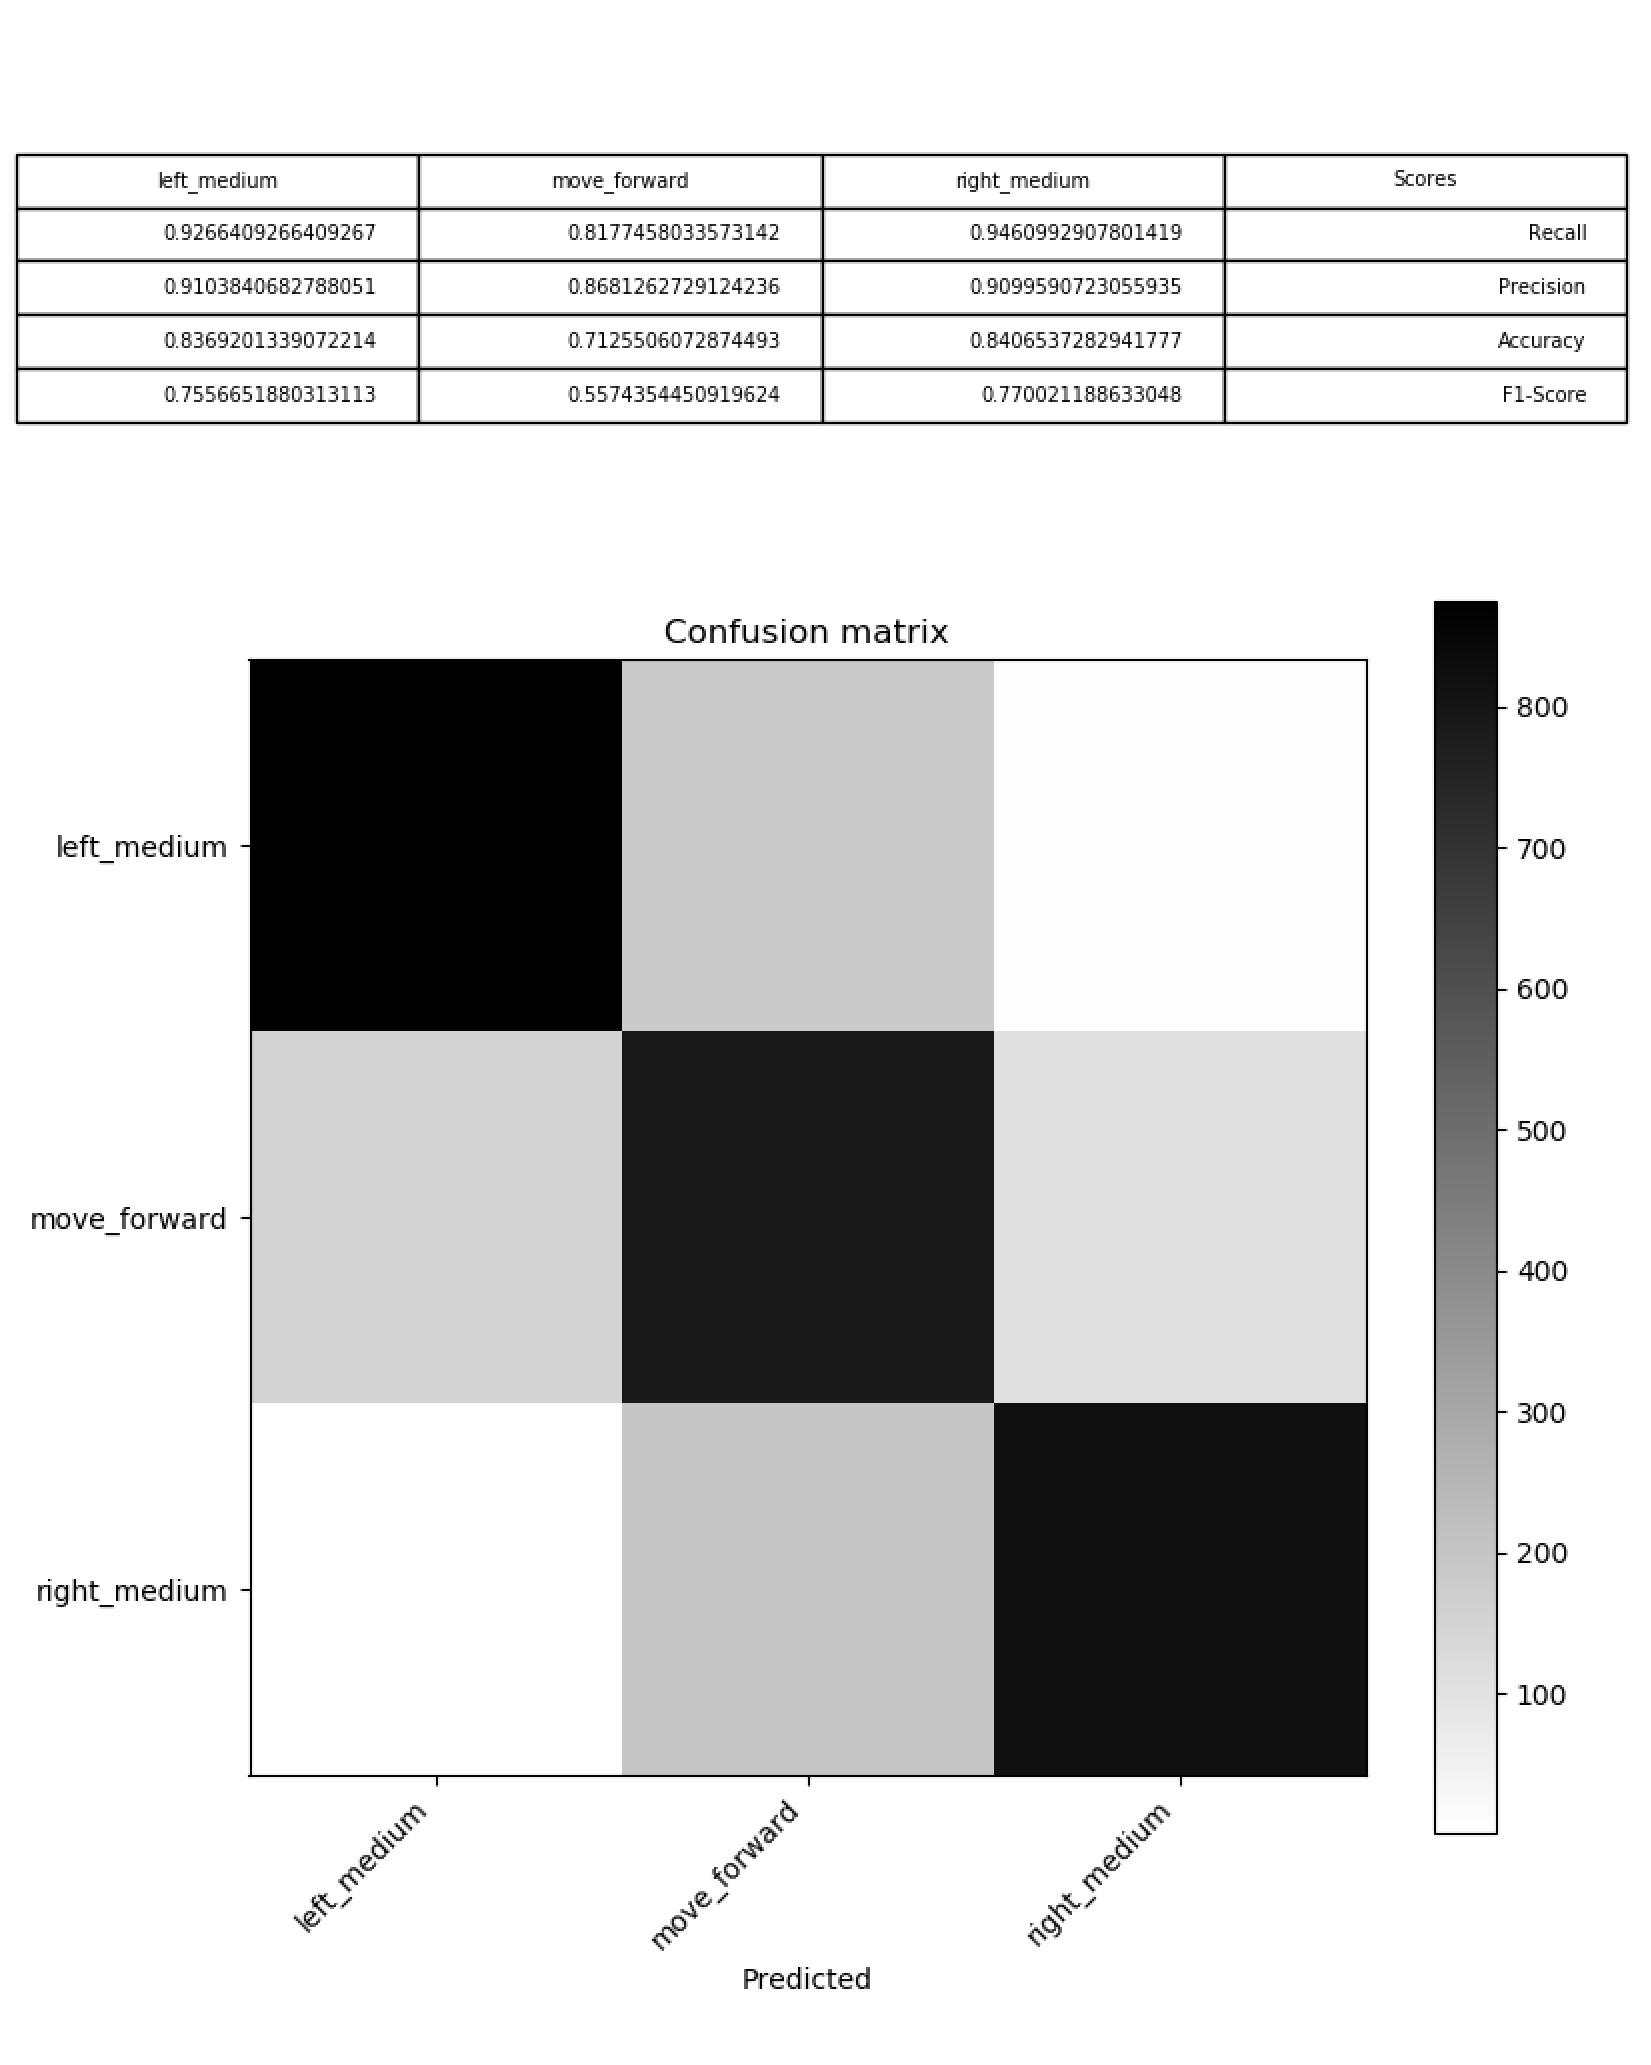 left_medium move_forward right_medium Scores
0.9266409266409267 0.8177458033573142 0.9460992907801419 Recall
0.9103840682788051 0.8681262729124236 0.9099590723055935 Precision
0.8369201339072214 0.7125506072874493 0.8406537282941777 Accuracy
0.7556651880313113 0.5574354450919624 0.770021188633048 F1-Score
Confusion matrix
left_medium
move_forward
right_medium
800
700
600
500
400
300
200
100
left_medium
move_forward
right_medium
Predicted